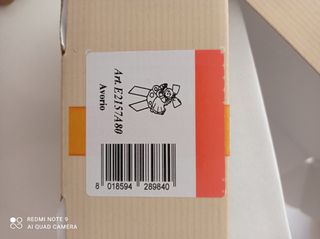 Art. E2157A80
Avorio
8 018594 289840
REDMI NOTE 9
AI QUAD CAMERA